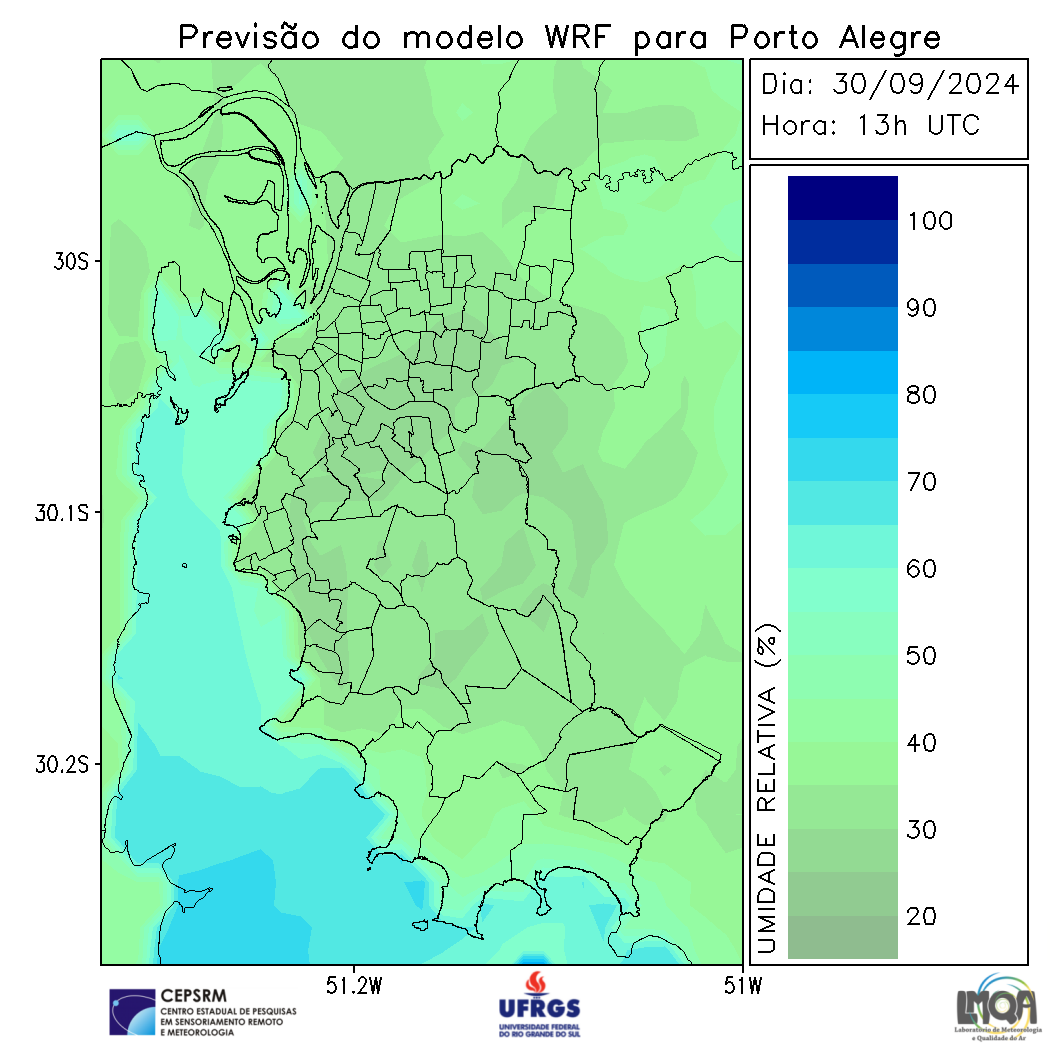 Previsão do modelo WRF para Porto Alegre
Dia: 30/09/2024
Hora: 13h UTC
30S
30.1S
30.2S
51.2W
51W
UMIDADE RELATIVA (%)
100
90
80
70
60
50
40
30
20
CEPSRM
CENTRO ESTADUAL DE PESQUISAS
EM SENSORIAMENTO REMOTO
E METEOROLOGIA
UFRGS
UNIVERSIDADE FEDERAL
DO RIO GRANDE DO SUL
LMQA
Laboratório de Meteorologia
e Qualidade do Ar